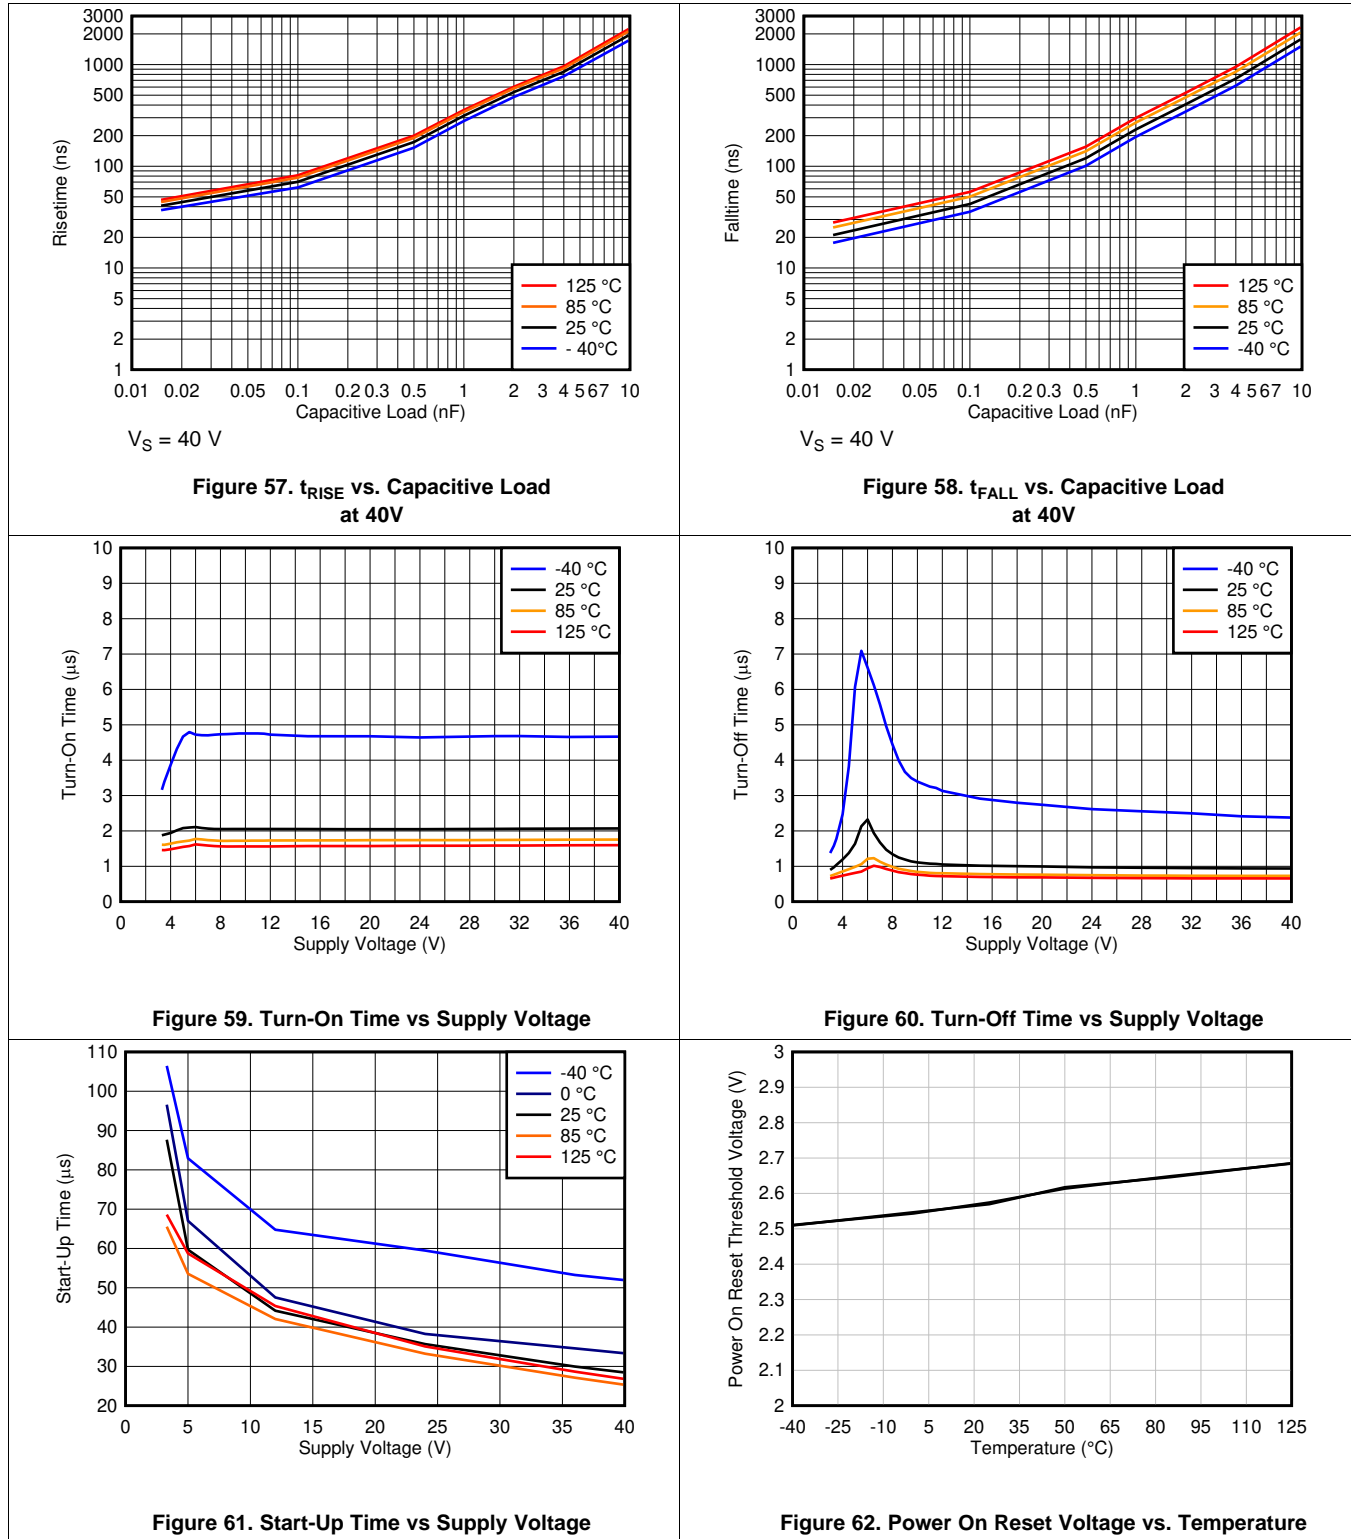 3000
2000
1000
500
200
100
50
20
10
5
2
1
Risetime (ns)
125 °C
85 °C
25 °C
- 40°C
0.01 0.02 0.05 0.1 0.2 0.3 0.5 1 2 3 4 5 6 7 10
Capacitive Load (nF)
VS = 40 V
Figure 57. tRISE vs. Capacitive Load
at 40V
3000
2000
1000
500
200
100
50
20
10
5
2
1
Falltime (ns)
125 °C
85 °C
25 °C
-40 °C
0.01 0.02 0.05 0.1 0.2 0.3 0.5 1 2 3 4 5 6 7 10
Capacitive Load (nF)
VS = 40 V
Figure 58. tFALL vs. Capacitive Load
at 40V
10
9
8
7
6
5
4
3
2
1
0
Turn-On Time (µs)
-40 °C
25 °C
85 °C
125 °C
0 4 8 12 16 20 24 28 32 36 40
Supply Voltage (V)
Figure 59. Turn-On Time vs Supply Voltage
10
9
8
7
6
5
4
3
2
1
0
Turn-Off Time (µs)
-40 °C
25 °C
85 °C
125 °C
0 4 8 12 16 20 24 28 32 36 40
Supply Voltage (V)
Figure 60. Turn-Off Time vs Supply Voltage
110
100
90
80
70
60
50
40
30
20
Start-Up Time (µs)
-40 °C
0 °C
25 °C
85 °C
125 °C
0 5 10 15 20 25 30 35 40
Supply Voltage (V)
Figure 61. Start-Up Time vs Supply Voltage
3
2.9
2.8
2.7
2.6
2.5
2.4
2.3
2.2
2.1
2
Power On Reset Threshold Voltage (V)
-40 -25 -10 5 20 35 50 65 80 95 110 125
Temperature (°C)
Figure 62. Power On Reset Voltage vs. Temperature